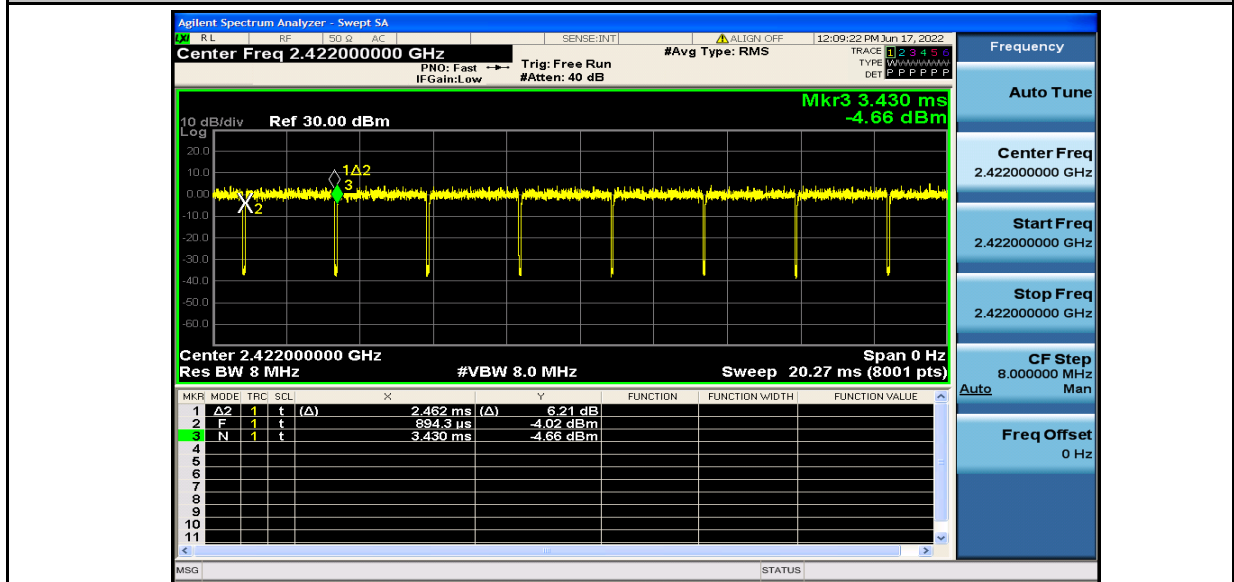 Agilent Spectrum Analyzer - Swept SA
LXI RL RF 50 Ω AC SENSE:INT ALIGN OFF 12:09:22 PM Jun 17, 2022
Center Freq 2.422000000 GHz
PNO: Fast
IFGain:Low
Trig: Free Run
#Atten: 40 dB
#Avg Type: RMS
TRACE 1 2 3 4 5 6
TYPE WWWWWW
DET P P P P P P
Mkr3 3.430 ms
-4.66 dBm
10 dB/div Ref 30.00 dBm
Log
20.0
10.0
0.00
-10.0
-20.0
-30.0
-40.0
-50.0
-60.0
1Δ2
3
X2
Center 2.422000000 GHz Span 0 Hz
Res BW 8 MHz #VBW 8.0 MHz Sweep 20.27 ms (8001 pts)
MKR MODE TRC SCL X Y FUNCTION FUNCTION WIDTH FUNCTION VALUE
1 Δ2 1 t (Δ) 2.462 ms (Δ) 6.21 dB
2 F 1 t 894.3 µs -4.02 dBm
3 N 1 t 3.430 ms -4.66 dBm
4
5
6
7
8
9
10
11
MSG STATUS
Frequency
Auto Tune
Center Freq
2.422000000 GHz
Start Freq
2.422000000 GHz
Stop Freq
2.422000000 GHz
CF Step
8.000000 MHz
Auto Man
Freq Offset
0 Hz